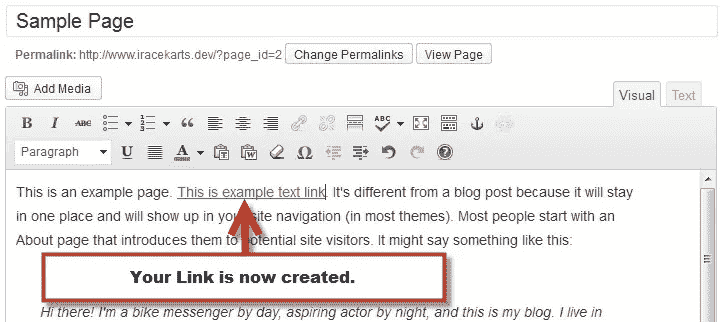 Sample Page
Permalink: http://www.iracekarts.dev/?page_id=2 Change Permalinks View Page
Add Media
Visual Text
B I ABC 1 2 3 “ ABC
Paragraph U A T W Ω ?
This is an example page. This is example text link. It's different from a blog post because it will stay
in one place and will show up in your site navigation (in most themes). Most people start with an
About page that introduces them to potential site visitors. It might say something like this:
Your Link is now created.
Hi there! I'm a bike messenger by day, aspiring actor by night, and this is my blog. I live in